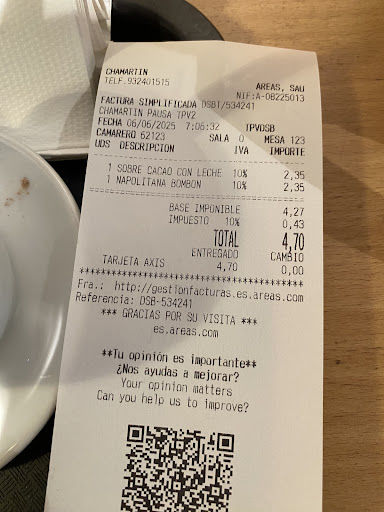 CHAMARTIN
TELF.932401515 AREAS, SAU
NIF:A-08225013
FACTURA SIMPLIFICADA DSBT/534241
CHAMARTIN PAUSA TPV2
FECHA 06/06/2025 7:06:32 TPVDSB
CAMARERO 62123 SALA 0 MESA 123
UDS DESCRIPCION IVA IMPORTE
1 SOBRE CACAO CON LECHE 10% 2,35
1 NAPOLITANA BOMBON 10% 2,35
BASE IMPONIBLE 4,27
IMPUESTO 10% 0,43
TOTAL 4,70
ENTREGADO CAMBIO
TARJETA AXIS 4,70 0,00
****************************************
Fra.: http://gestionfacturas.es.areas.com
Referencia: DSB-534241
*** GRACIAS POR SU VISITA ***
es.areas.com
**Tu opinión es importante**
¿Nos ayudas a mejorar?
Your opinion matters
Can you help us to improve?